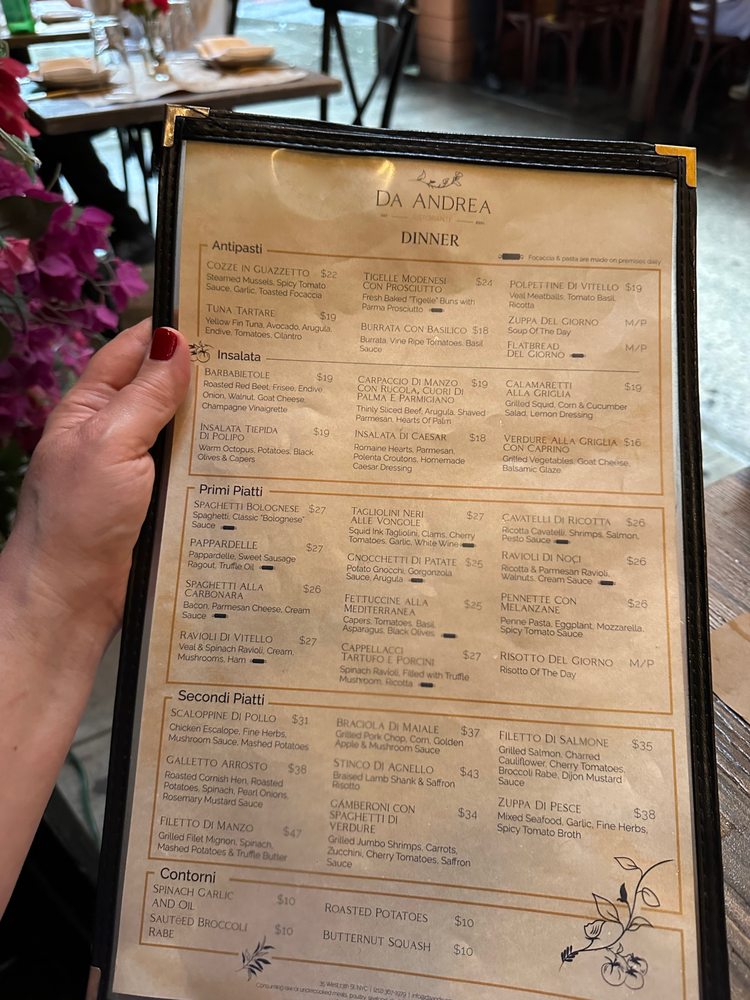 DA ANDREA
RISTORANTE
DINNER
Focaccia & pasta are made on premises daily
Antipasti
COZZE IN GUAZZETTO $22
Steamed Mussels, Spicy Tomato
Sauce, Garlic, Toasted Focaccia
TUNA TARTARE $19
Yellow Fin Tuna, Avocado, Arugula,
Endive, Tomatoes, Cilantro
TIGELLE MODENESI $24
CON PROSCIUTTO
Fresh Baked "Tigelle" Buns with
Parma Prosciutto
BURRATA CON BASILICO $18
Burrata, Vine Ripe Tomatoes, Basil
Sauce
POLPETTINE DI VITELLO $19
Veal Meatballs, Tomato Basil,
Ricotta
ZUPPA DEL GIORNO M/P
Soup Of The Day
FLATBREAD M/P
DEL GIORNO
Insalata
BARBABIETOLE $19
Roasted Red Beet, Frisee, Endive
Onion, Walnut, Goat Cheese,
Champagne Vinaigrette
INSALATA TIEPIDA $19
DI POLIPO
Warm Octopus, Potatoes, Black
Olives & Capers
CARPACCIO DI MANZO $19
CON RUCOLA, CUORI DI
PALMA E PARMIGIANO
Thinly Sliced Beef, Arugula, Shaved
Parmesan, Hearts Of Palm
INSALATA DI CAESAR $18
Romaine Hearts, Parmesan,
Polenta Croutons, Homemade
Caesar Dressing
CALAMARETTI $19
ALLA GRIGLIA
Grilled Squid, Corn & Cucumber
Salad, Lemon Dressing
VERDURE ALLA GRIGLIA $16
CON CAPRINO
Grilled Vegetables, Goat Cheese,
Balsamic Glaze
Primi Piatti
SPAGHETTI BOLOGNESE $27
Spaghetti, Classic "Bolognese"
Sauce
PAPPARDELLE $27
Pappardelle, Sweet Sausage
Ragout, Truffle Oil
SPAGHETTI ALLA $26
CARBONARA
Bacon, Parmesan Cheese, Cream
Sauce
RAVIOLI DI VITELLO $27
Veal & Spinach Ravioli, Cream,
Mushrooms, Ham
TAGLIOLINI NERI $27
ALLE VONGOLE
Squid Ink Tagliolini, Clams, Cherry
Tomatoes, Garlic, White Wine
GNOCCHETTI DI PATATE $25
Potato Gnocchi, Gorgonzola
Sauce, Arugula
FETTUCCINE ALLA $25
MEDITERRANEA
Capers, Tomatoes, Basil,
Asparagus, Black Olives
CAPPELLACCI $27
TARTUFO E PORCINI
Spinach Ravioli, Filled with Truffle
Mushroom, Ricotta
CAVATELLI DI RICOTTA $26
Ricotta Cavatelli, Shrimps, Salmon,
Pesto Sauce
RAVIOLI DI NOCI $26
Ricotta & Parmesan Ravioli,
Walnuts, Cream Sauce
PENNETTE CON $26
MELANZANE
Penne Pasta, Eggplant, Mozzarella,
Spicy Tomato Sauce
RISOTTO DEL GIORNO M/P
Risotto Of The Day
Secondi Piatti
SCALOPPINE DI POLLO $31
Chicken Escalope, Fine Herbs,
Mushroom Sauce, Mashed Potatoes
GALLETTO ARROSTO $38
Roasted Cornish Hen, Roasted
Potatoes, Spinach, Pearl Onions,
Rosemary Mustard Sauce
FILETTO DI MANZO $47
Grilled Filet Mignon, Spinach,
Mashed Potatoes & Truffle Butter
BRACIOLA DI MAIALE $37
Grilled Pork Chop, Corn, Golden
Apple & Mushroom Sauce
STINCO DI AGNELLO $43
Braised Lamb Shank & Saffron
Risotto
GAMBERONI CON $34
SPAGHETTI DI
VERDURE
Grilled Jumbo Shrimps, Carrots,
Zucchini, Cherry Tomatoes, Saffron
Sauce
FILETTO DI SALMONE $35
Grilled Salmon, Charred
Cauliflower, Cherry Tomatoes,
Broccoli Rabe, Dijon Mustard
Sauce
ZUPPA DI PESCE $38
Mixed Seafood, Garlic, Fine Herbs,
Spicy Tomato Broth
Contorni
SPINACH GARLIC $10
AND OIL
SAUTÉED BROCCOLI $10
RABE
ROASTED POTATOES $10
BUTTERNUT SQUASH $10
35 West 13th St. NYC | (212) 367-1979 |
Consuming raw or undercooked meats, poultry,